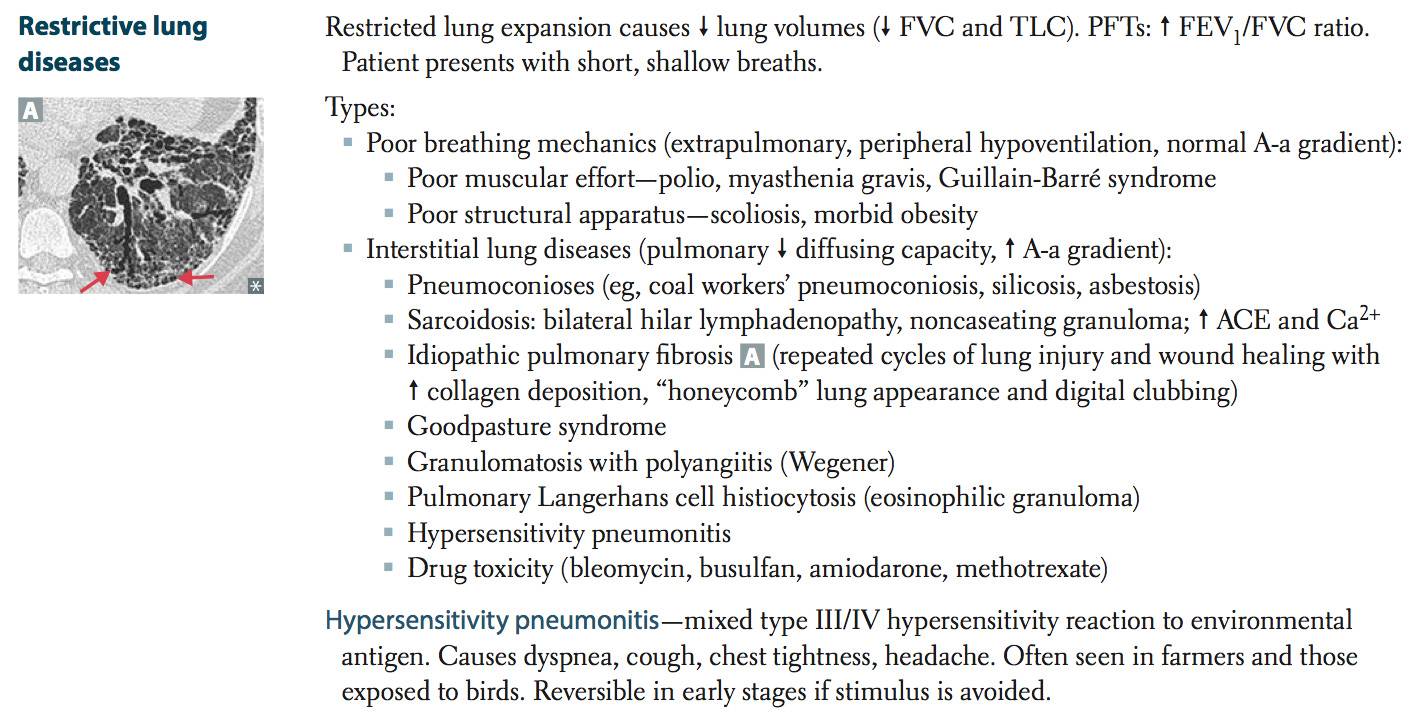 Restrictive lung
diseases
A
*
Restricted lung expansion causes ↓ lung volumes (↓ FVC and TLC). PFTs: ↑ FEV₁/FVC ratio.
Patient presents with short, shallow breaths.
Types:
▪ Poor breathing mechanics (extrapulmonary, peripheral hypoventilation, normal A-a gradient):
▪ Poor muscular effort—polio, myasthenia gravis, Guillain-Barré syndrome
▪ Poor structural apparatus—scoliosis, morbid obesity
▪ Interstitial lung diseases (pulmonary ↓ diffusing capacity, ↑ A-a gradient):
▪ Pneumoconioses (eg, coal workers’ pneumoconiosis, silicosis, asbestosis)
▪ Sarcoidosis: bilateral hilar lymphadenopathy, noncaseating granuloma; ↑ ACE and Ca²⁺
▪ Idiopathic pulmonary fibrosis A (repeated cycles of lung injury and wound healing with
↑ collagen deposition, “honeycomb” lung appearance and digital clubbing)
▪ Goodpasture syndrome
▪ Granulomatosis with polyangiitis (Wegener)
▪ Pulmonary Langerhans cell histiocytosis (eosinophilic granuloma)
▪ Hypersensitivity pneumonitis
▪ Drug toxicity (bleomycin, busulfan, amiodarone, methotrexate)
Hypersensitivity pneumonitis—mixed type III/IV hypersensitivity reaction to environmental
antigen. Causes dyspnea, cough, chest tightness, headache. Often seen in farmers and those
exposed to birds. Reversible in early stages if stimulus is avoided.